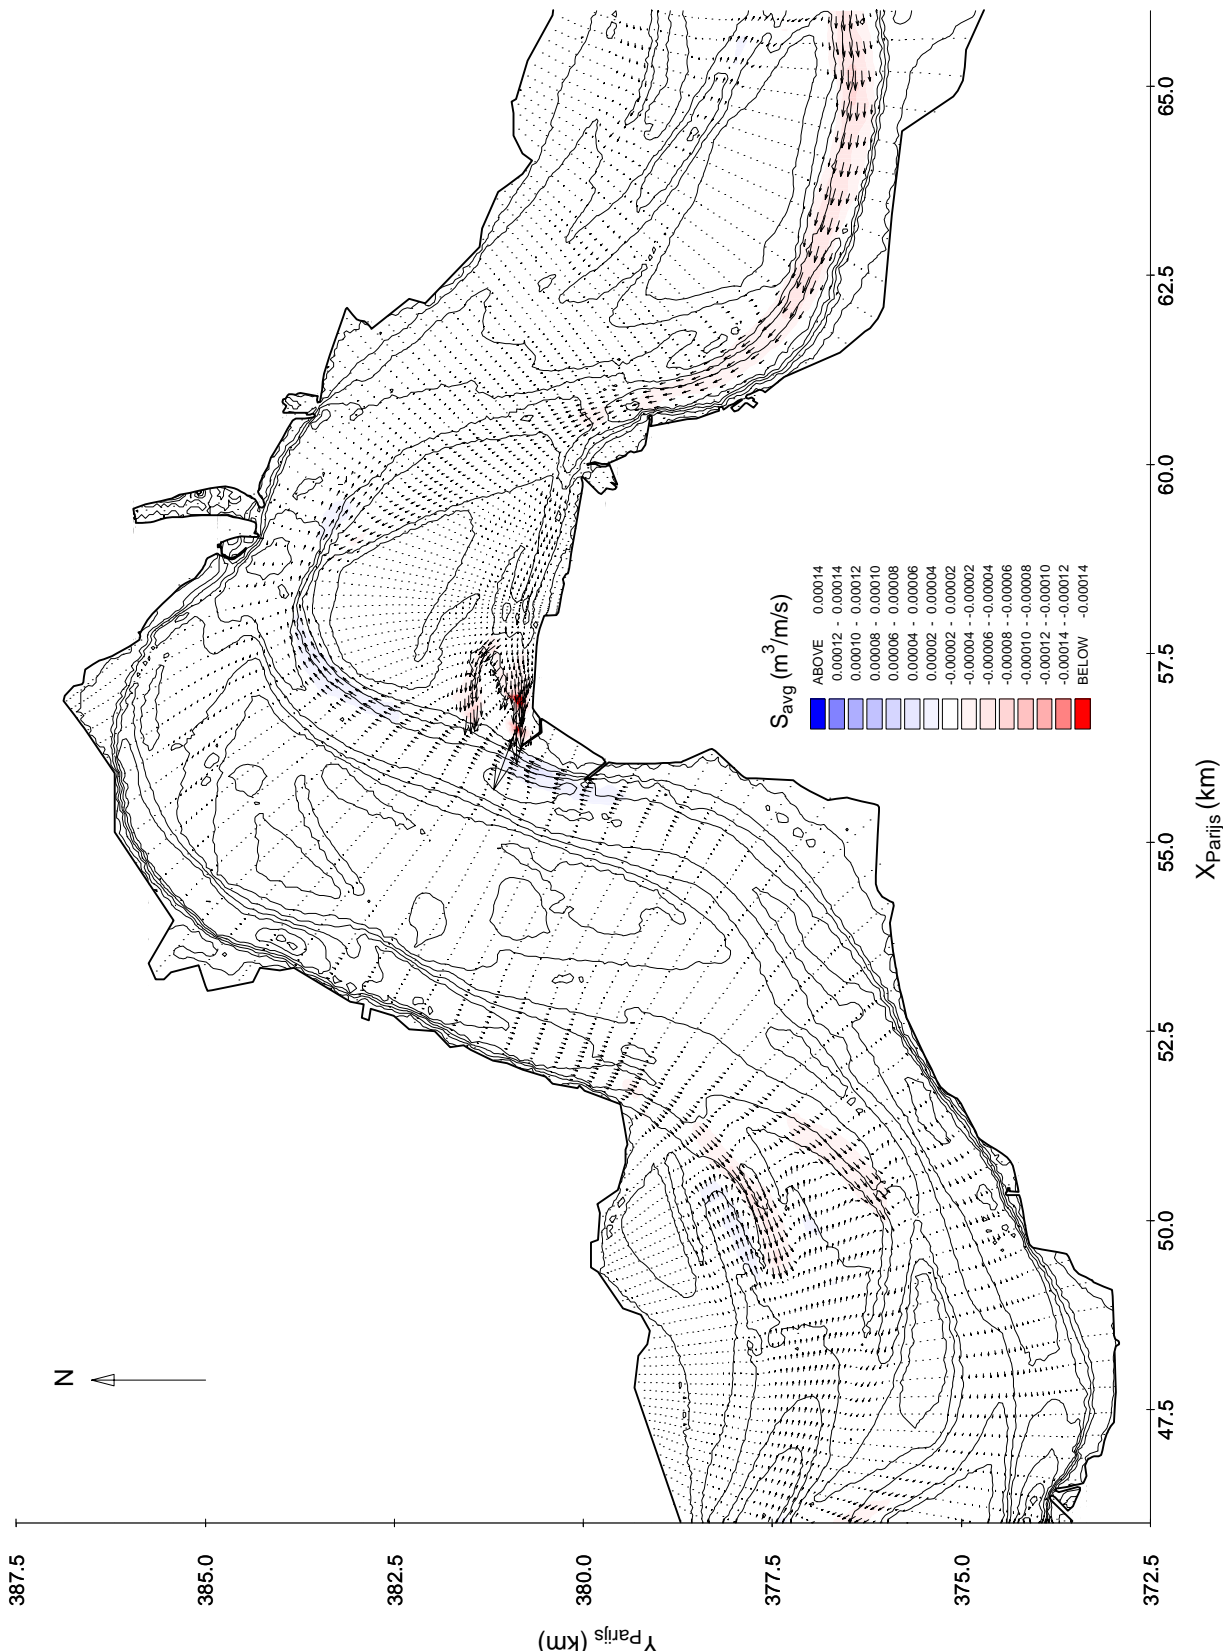 N
387.5
385.0
382.5
380.0
377.5
375.0
372.5
Y Parijs (km)
47.5
50.0
52.5
55.0
57.5
60.0
62.5
65.0
X Parijs (km)
S avg (m³/m/s)
ABOVE 0.00014
0.00012 - 0.00014
0.00010 - 0.00012
0.00008 - 0.00010
0.00006 - 0.00008
0.00004 - 0.00006
0.00002 - 0.00004
-0.00002 - 0.00002
-0.00004 - -0.00002
-0.00006 - -0.00004
-0.00008 - -0.00006
-0.00010 - -0.00008
-0.00012 - -0.00010
-0.00014 - -0.00012
BELOW -0.00014